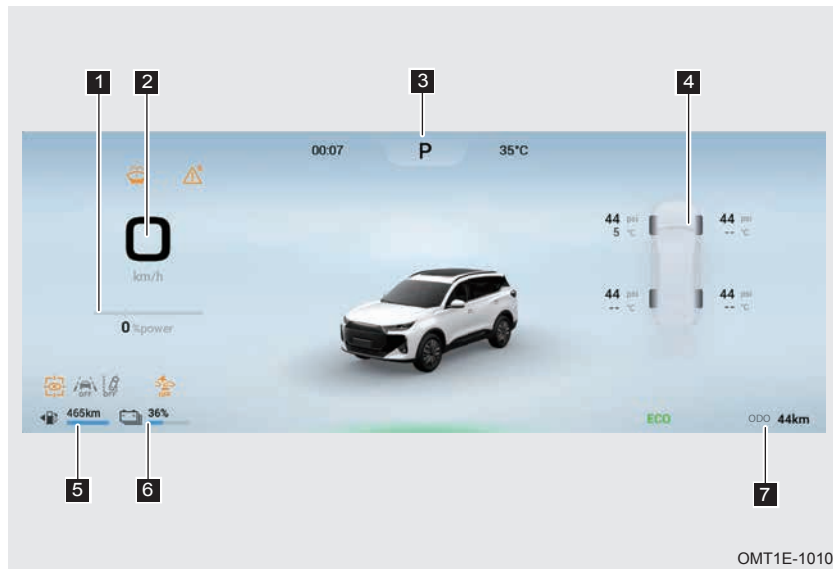 1
2
3
4
00:07 P 35°C
44 psi 44 psi
5 °C -- °C
0
km/h
44 psi 44 psi
-- °C -- °C
0 %power
OFF OFF OFF
465km 36%
ECO ODO 44km
5
6
7
OMT1E-1010